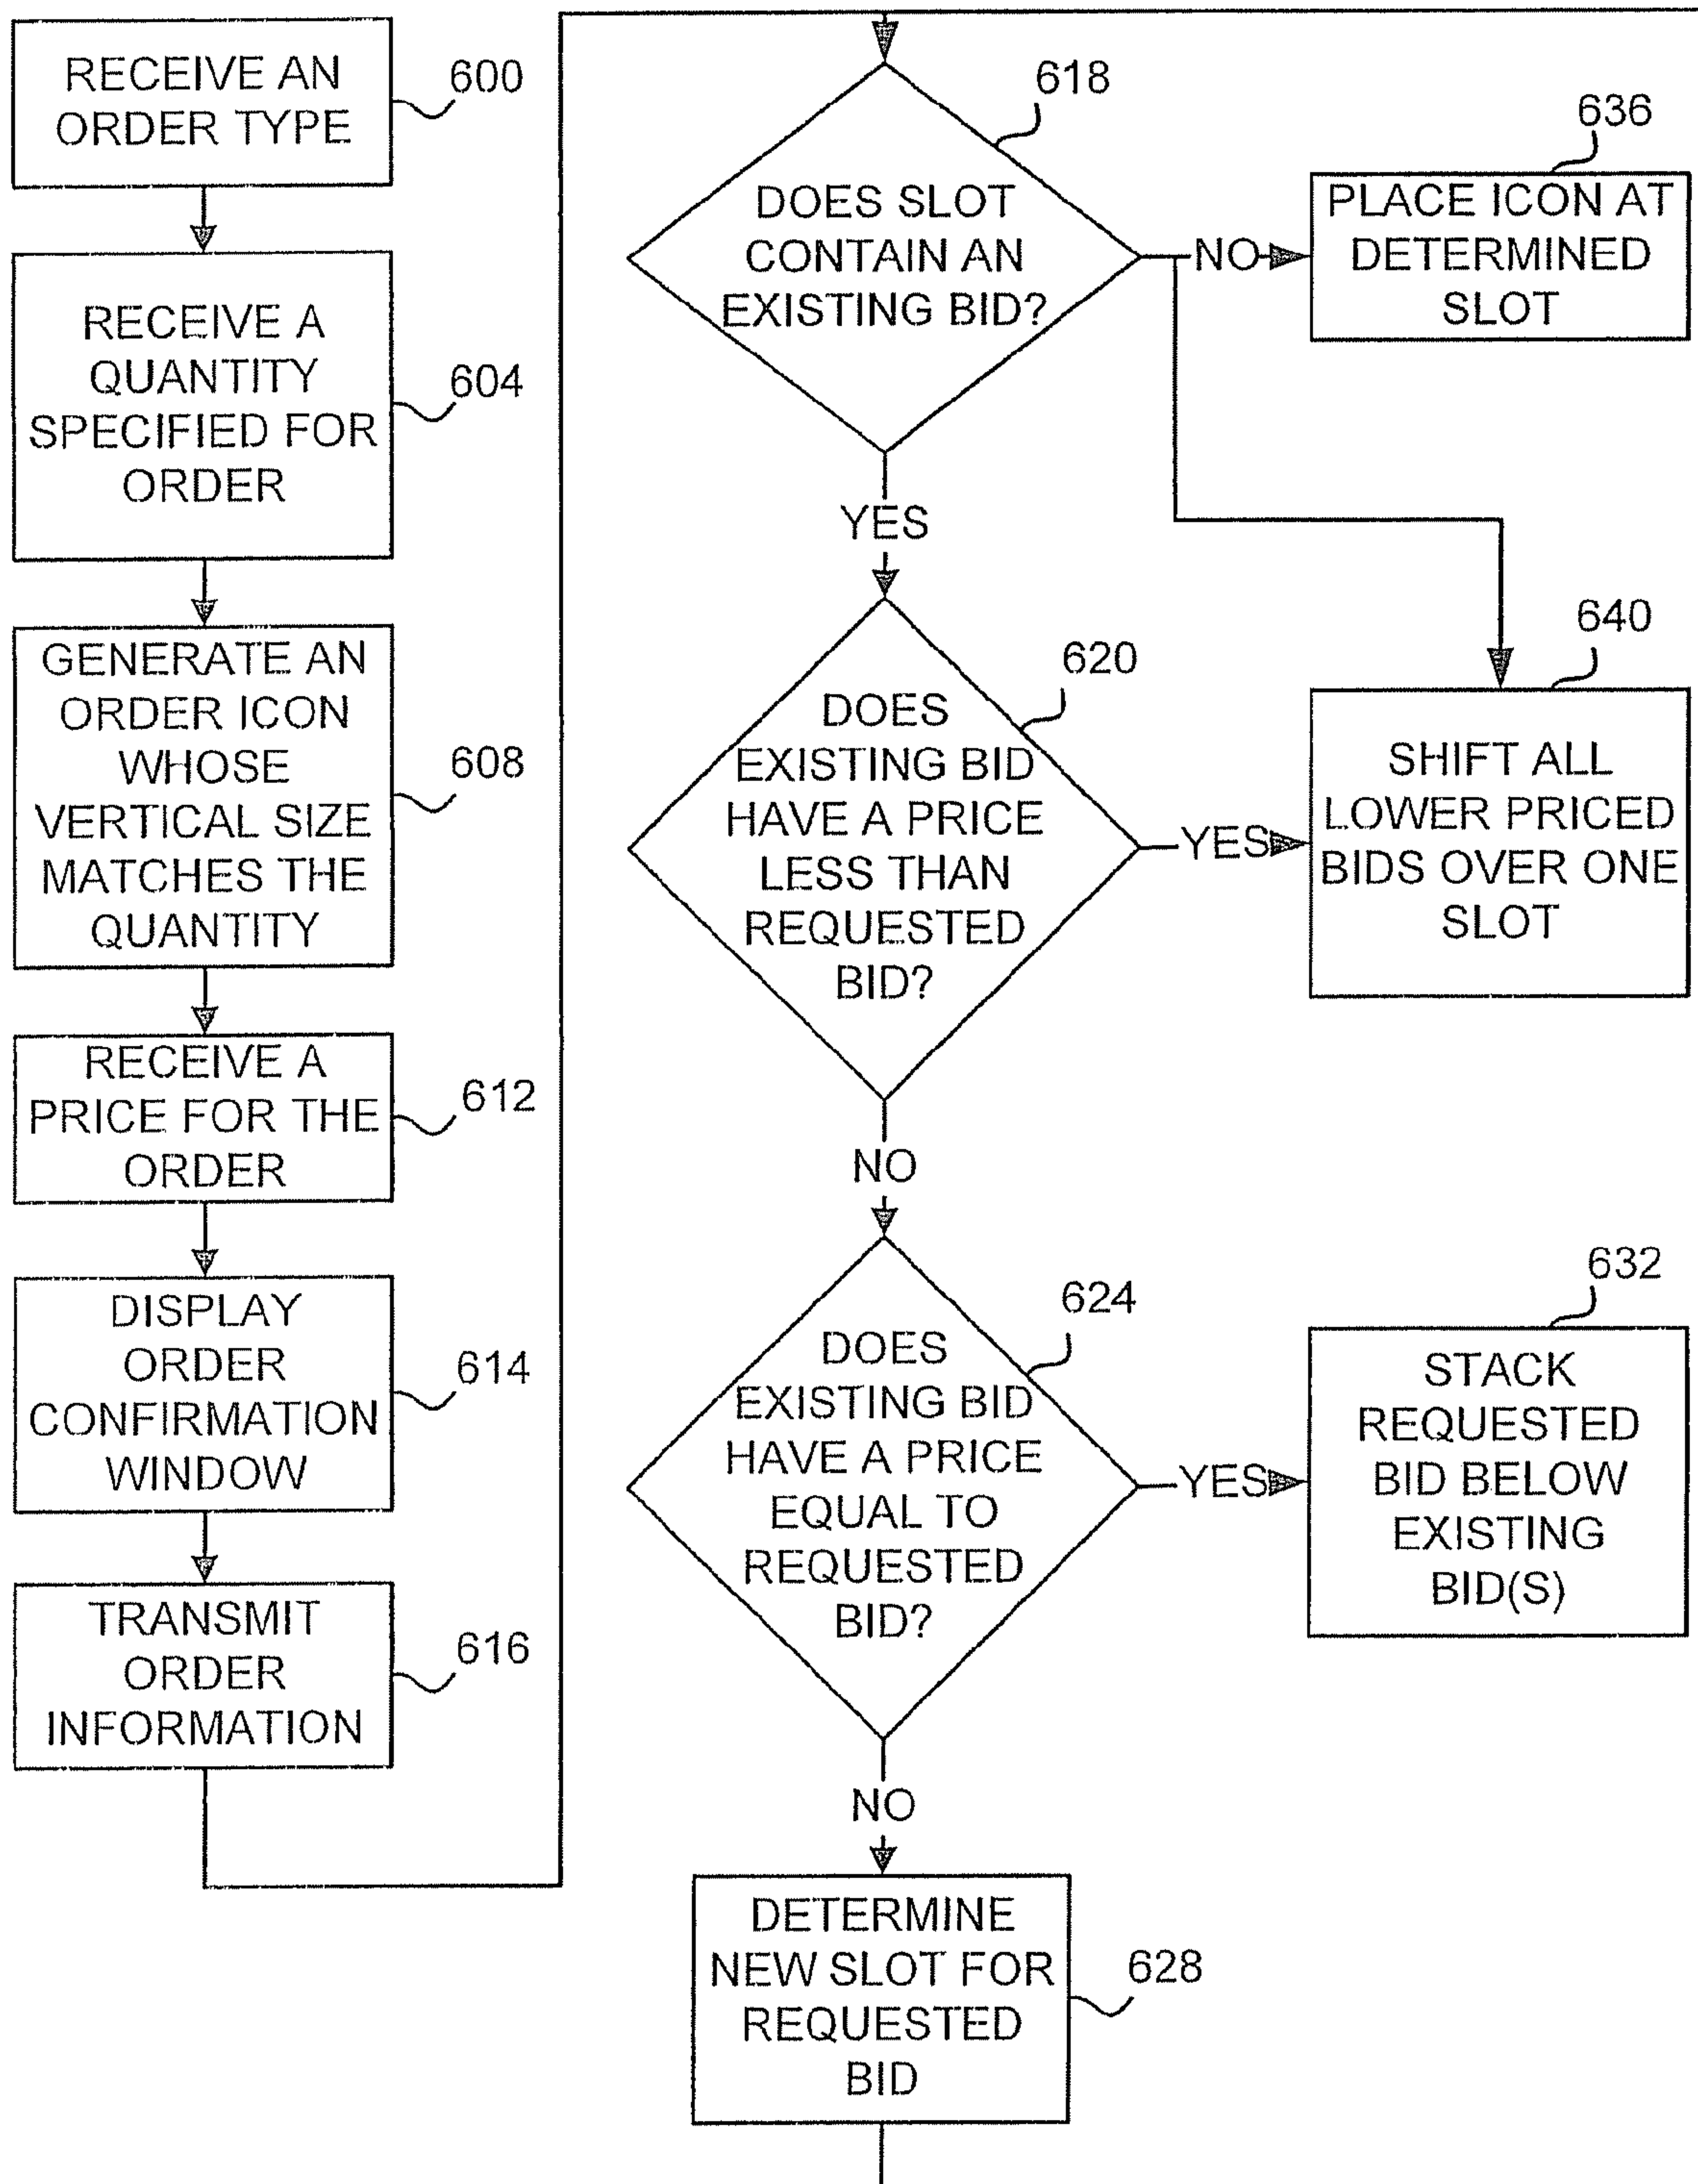 RECEIVE AN
ORDER TYPE
600
RECEIVE A
QUANTITY
SPECIFIED FOR
ORDER
604
GENERATE AN
ORDER ICON
WHOSE
VERTICAL SIZE
MATCHES THE
QUANTITY
608
RECEIVE A
PRICE FOR THE
ORDER
612
DISPLAY
ORDER
CONFIRMATION
WINDOW
614
TRANSMIT
ORDER
INFORMATION
616
618
DOES SLOT
CONTAIN AN
EXISTING BID?
NO
636
PLACE ICON AT
DETERMINED
SLOT
YES
620
DOES
EXISTING BID
HAVE A PRICE
LESS THAN
REQUESTED
BID?
YES
640
SHIFT ALL
LOWER PRICED
BIDS OVER ONE
SLOT
NO
624
DOES
EXISTING BID
HAVE A PRICE
EQUAL TO
REQUESTED
BID?
YES
632
STACK
REQUESTED
BID BELOW
EXISTING
BID(S)
NO
DETERMINE
NEW SLOT FOR
REQUESTED
BID
628